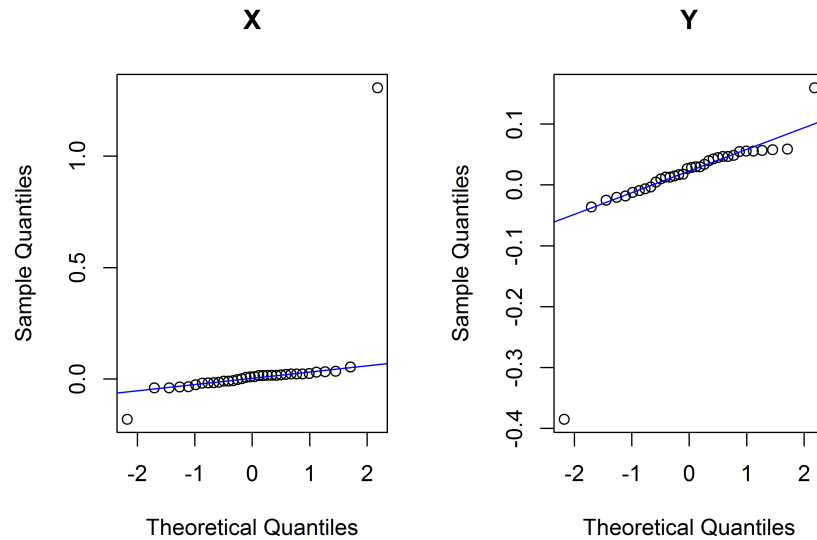 X
Sample Quantiles
0.0 0.5 1.0
-2 -1 0 1 2
Theoretical Quantiles
Y
Sample Quantiles
-0.4 -0.3 -0.2 -0.1 0.0 0.1
-2 -1 0 1 2
Theoretical Quantiles